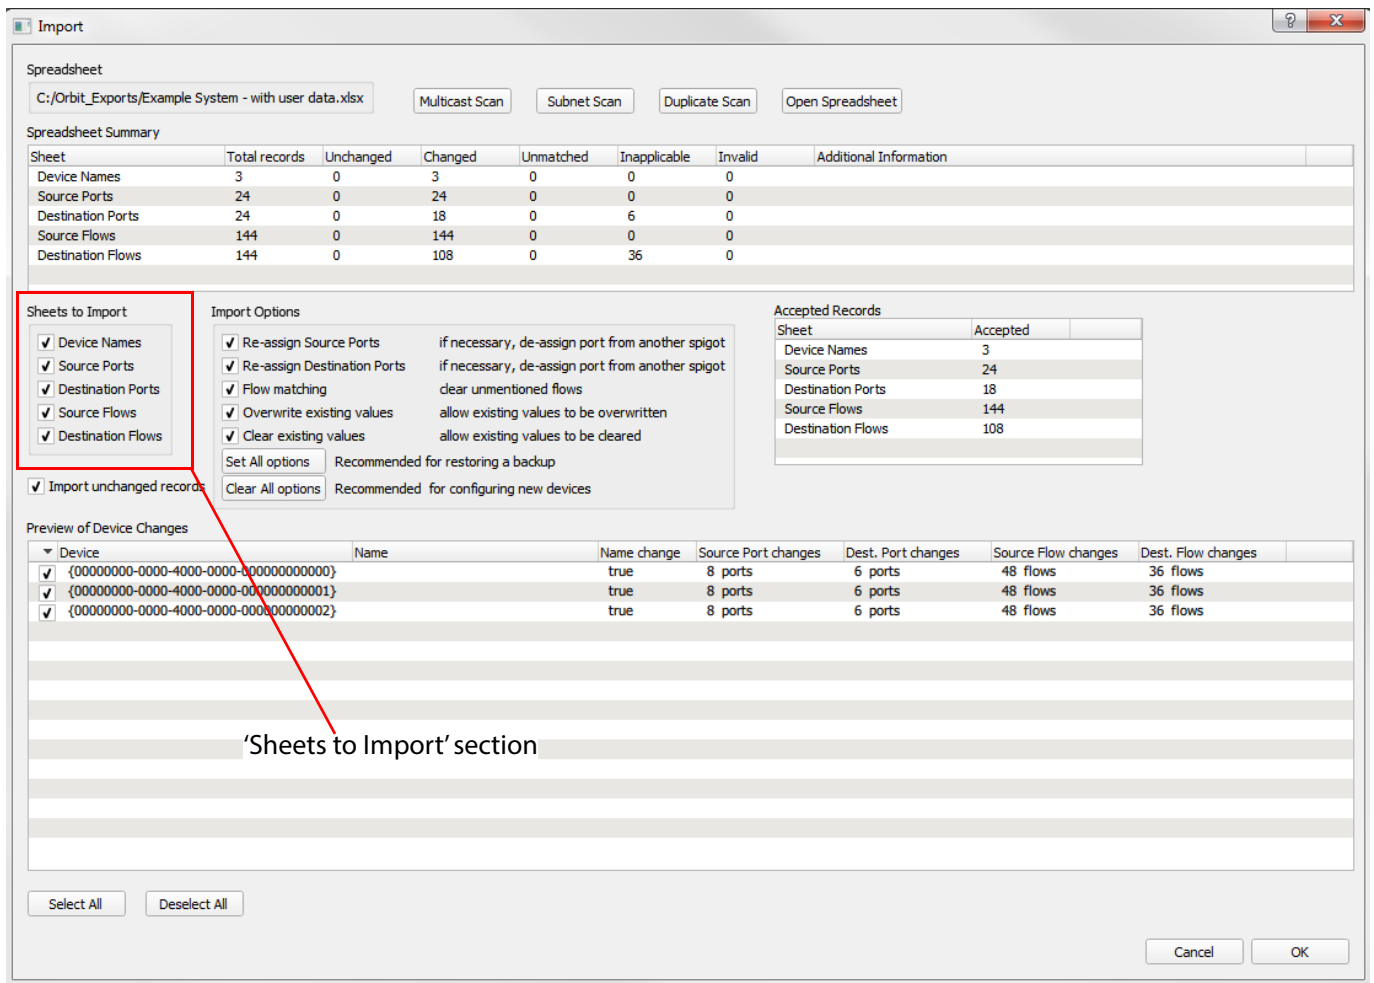 Import
Spreadsheet
C:/Orbit_Exports/Example System - with user data.xlsx Multicast Scan Subnet Scan Duplicate Scan Open Spreadsheet
Spreadsheet Summary
Sheet Total records Unchanged Changed Unmatched Inapplicable Invalid Additional Information
Device Names 3 0 3 0 0 0
Source Ports 24 0 24 0 0 0
Destination Ports 24 0 18 0 6 0
Source Flows 144 0 144 0 0 0
Destination Flows 144 0 108 0 36 0
Sheets to Import
Device Names
Source Ports
Destination Ports
Source Flows
Destination Flows
Import unchanged records
Import Options
Re-assign Source Ports if necessary, de-assign port from another spigot
Re-assign Destination Ports if necessary, de-assign port from another spigot
Flow matching clear unmentioned flows
Overwrite existing values allow existing values to be overwritten
Clear existing values allow existing values to be cleared
Set All options Recommended for restoring a backup
Clear All options Recommended for configuring new devices
Accepted Records
Sheet Accepted
Device Names 3
Source Ports 24
Destination Ports 18
Source Flows 144
Destination Flows 108
Preview of Device Changes
Device Name Name change Source Port changes Dest. Port changes Source Flow changes Dest. Flow changes
{00000000-0000-4000-0000-000000000000} true 8 ports 6 ports 48 flows 36 flows
{00000000-0000-4000-0000-000000000001} true 8 ports 6 ports 48 flows 36 flows
{00000000-0000-4000-0000-000000000002} true 8 ports 6 ports 48 flows 36 flows
‘Sheets to Import’ section
Select All Deselect All
Cancel OK